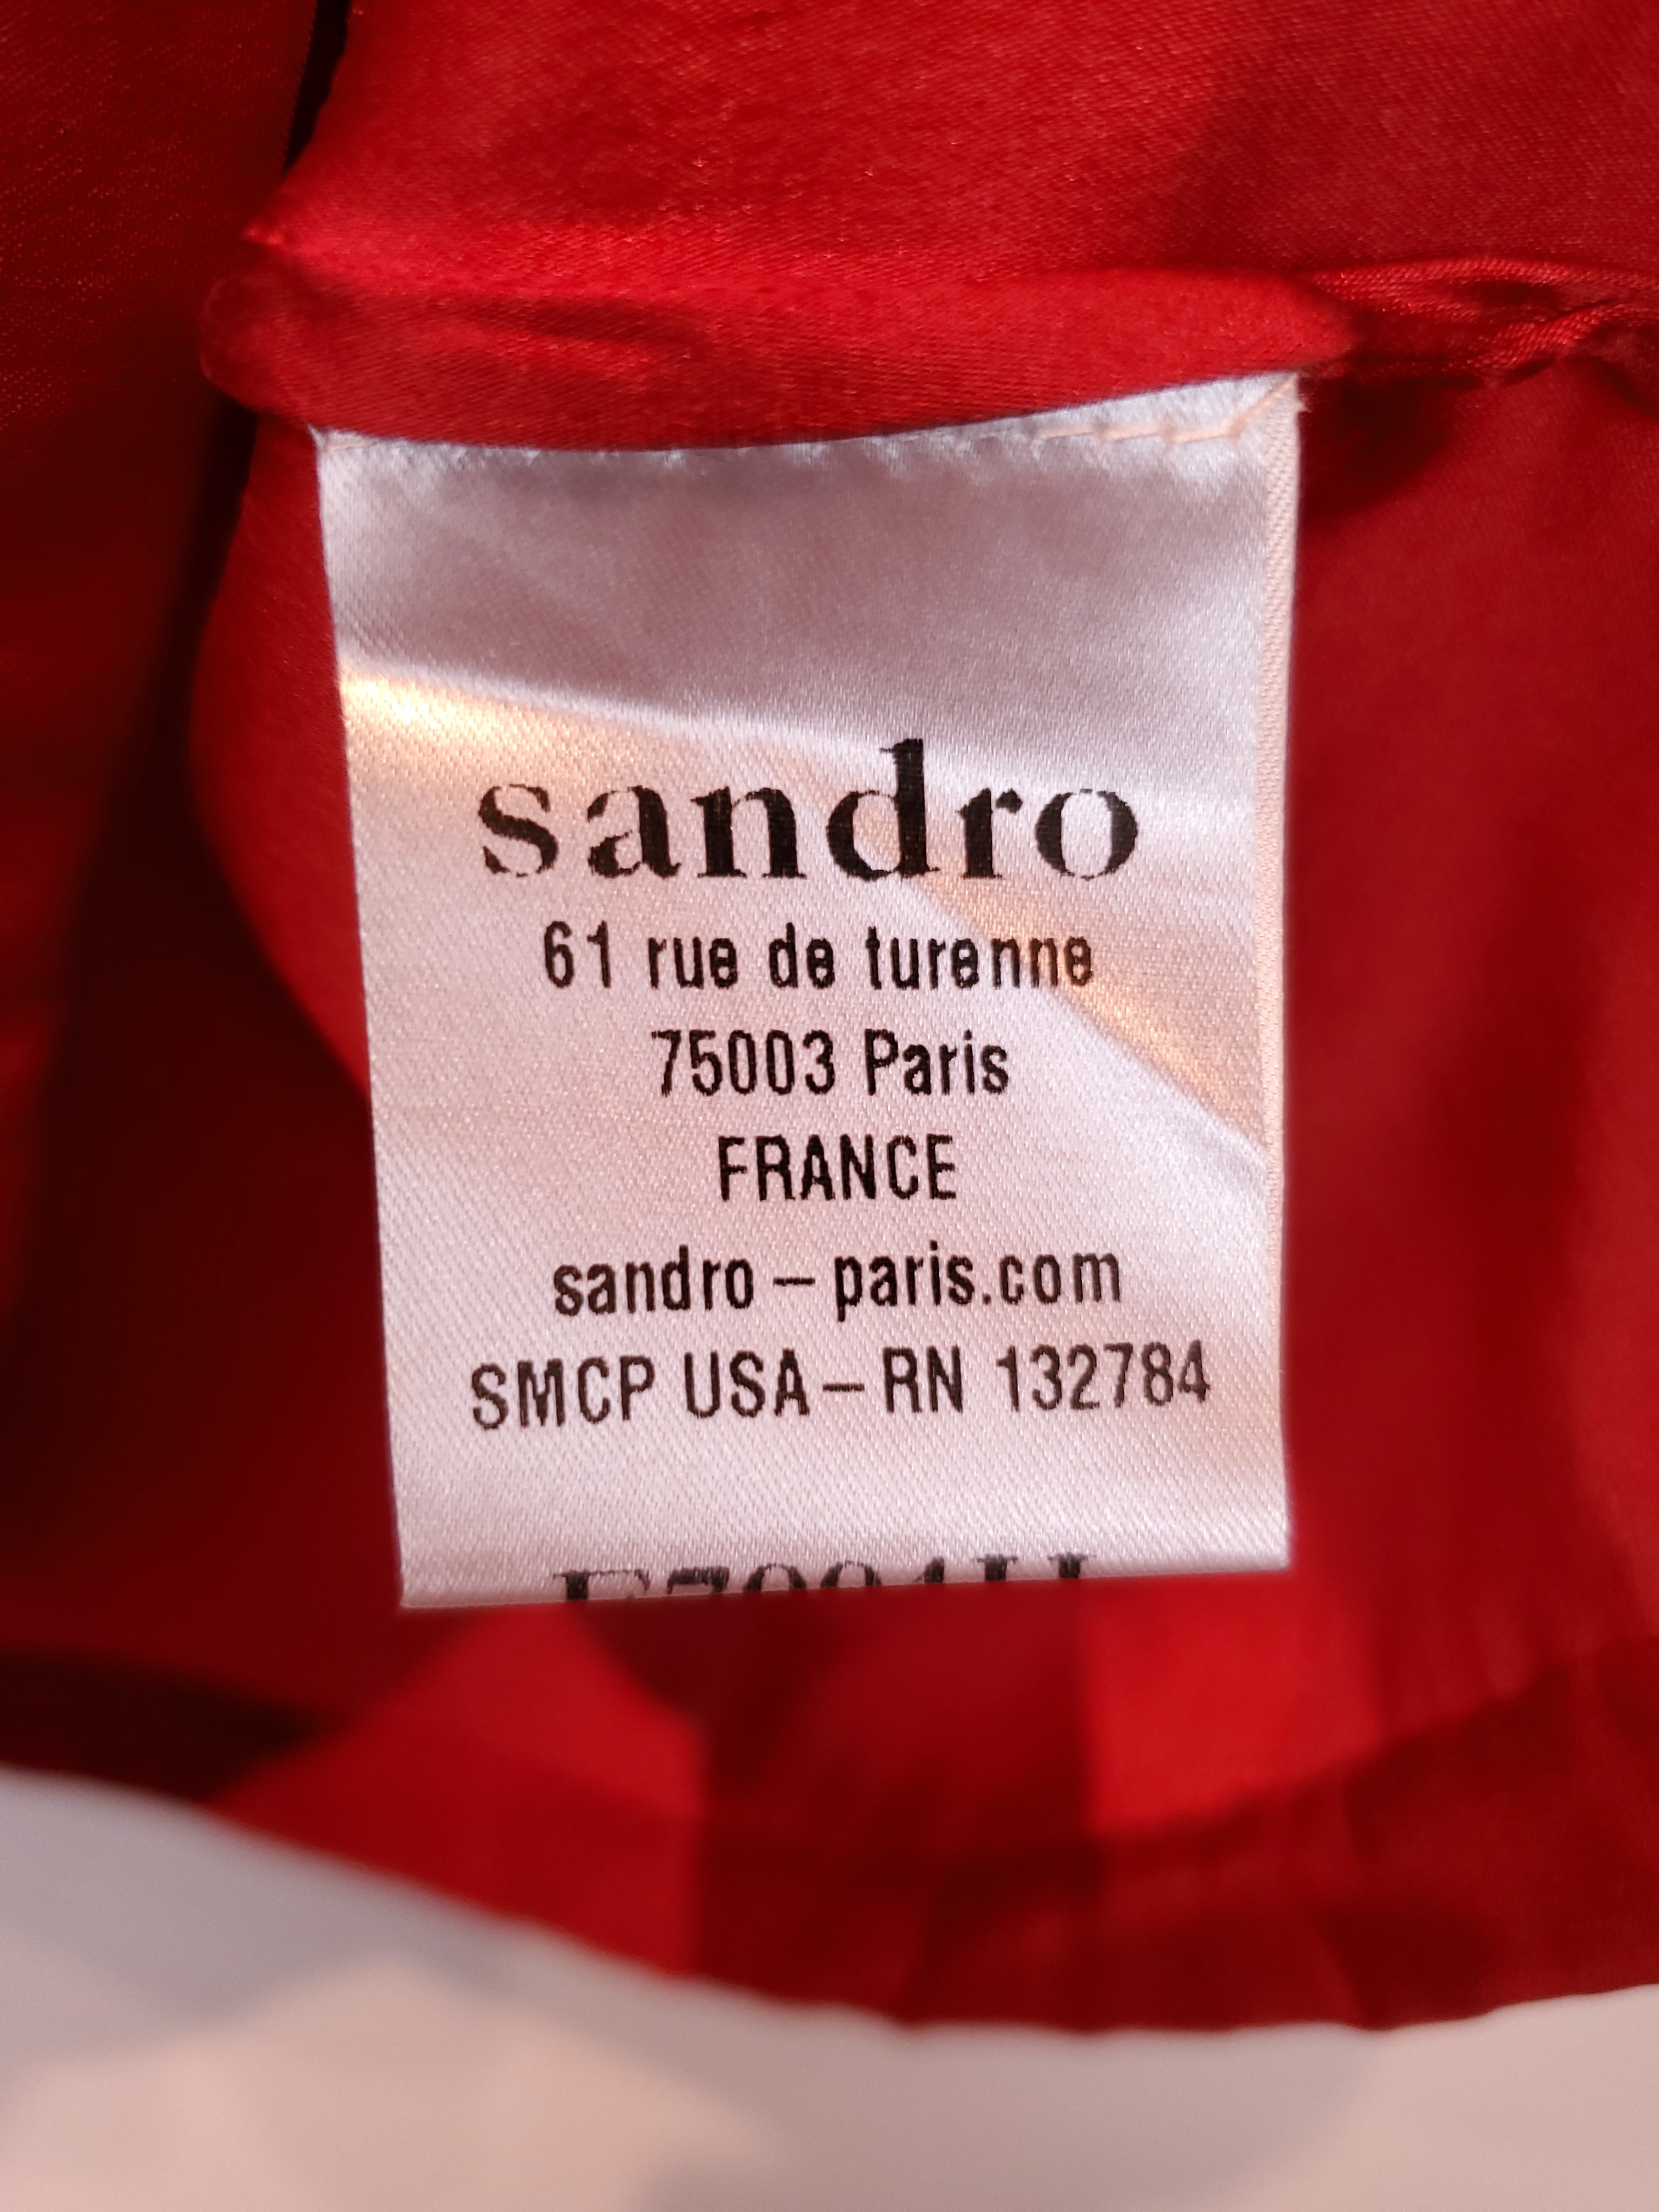 sandro
61 rue de turenne
75003 Paris
FRANCE
sandro – paris.com
SMCP USA – RN 132784